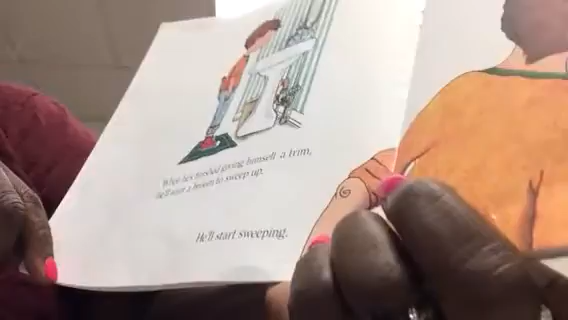 When he's finished giving himself a trim,
he'll want a broom to sweep up.
He'll start sweeping.